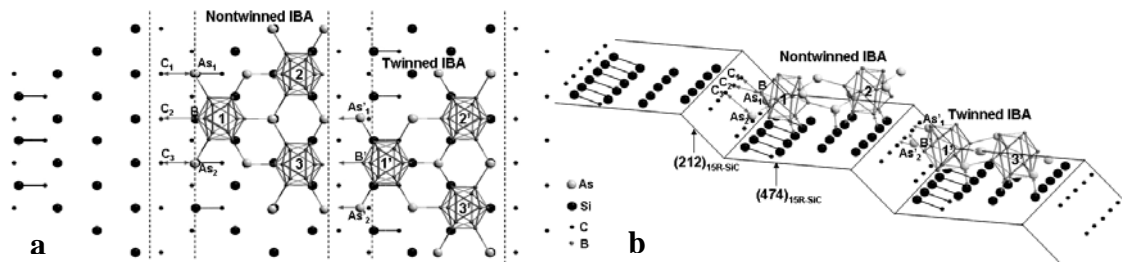 Nontwinned IBA
Twinned IBA
C1
As1
2
C2
B
1
As'1
2'
C3
As2
3
B'
1'
As'2
3'
a
Nontwinned IBA
C1
C2
C3
B
As1
As2
1
2
Twinned IBA
As'1
B'
As'2
1'
3'
(212)15R-SiC
(474)15R-SiC
As
Si
C
B
b